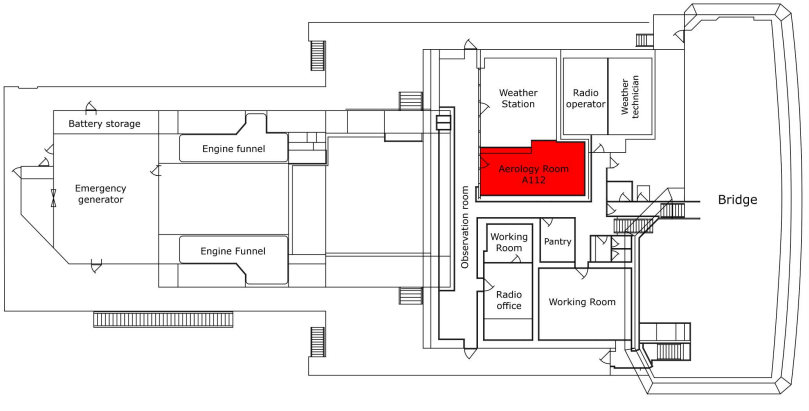 Battery storage
Engine funnel
Emergency
generator
Engine Funnel
Observation room
Weather
Station
Radio
operator
Weather
technician
Aerology Room
A112
Working
Room
Pantry
Radio
office
Working Room
Bridge